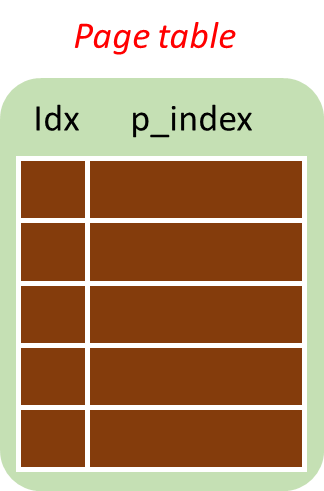 Page table
Idx p_index